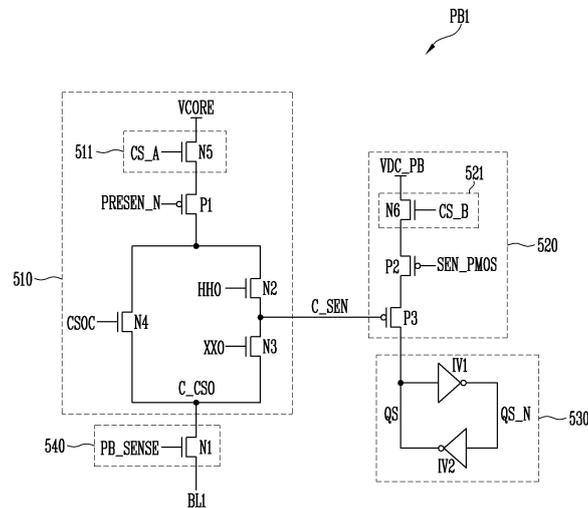 PB1
VCORE
511
CS_A
N5
PRESEN_N
P1
510
HHO
N2
CSOC
N4
C_SEN
XXO
N3
C_CSO
540
PB_SENSE
N1
BL1
VDC_PB
521
N6
CS_B
520
P2
SEN_PMOS
P3
IV1
QS
QS_N
530
IV2